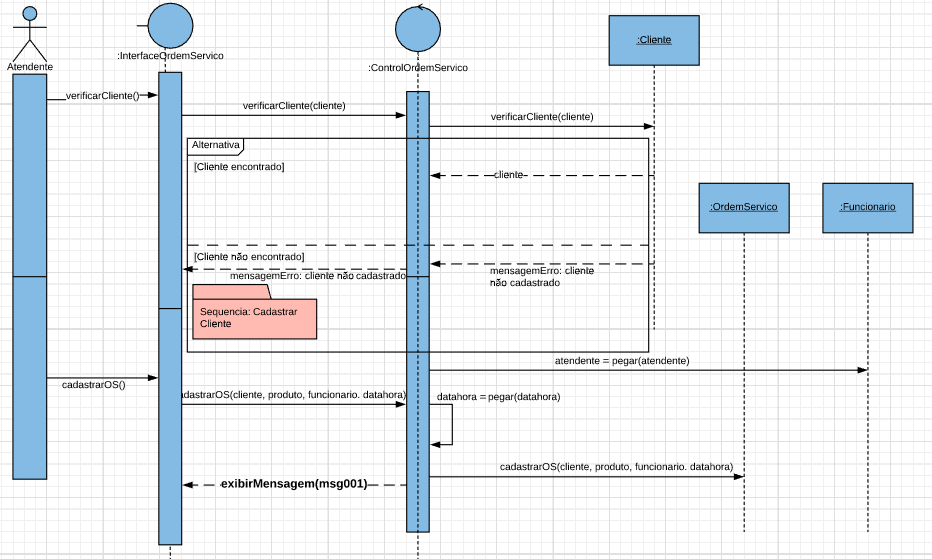 Atendente
:InterfaceOrdemServico
:ControlOrdemServico
:Cliente
verificarCliente()
verificarCliente(cliente)
verificarCliente(cliente)
Alternativa
[Cliente encontrado]
cliente
:OrdemServico
:Funcionario
[Cliente não encontrado]
mensagemErro: cliente não cadastrado
mensagemErro: cliente
não cadastrado
Sequencia: Cadastrar
Cliente
atendente = pegar(atendente)
cadastrarOS()
adastrarOS(cliente, produto, funcionario. datahora)
datahora = pegar(datahora)
cadastrarOS(cliente, produto, funcionario. datahora)
exibirMensagem(msg001)